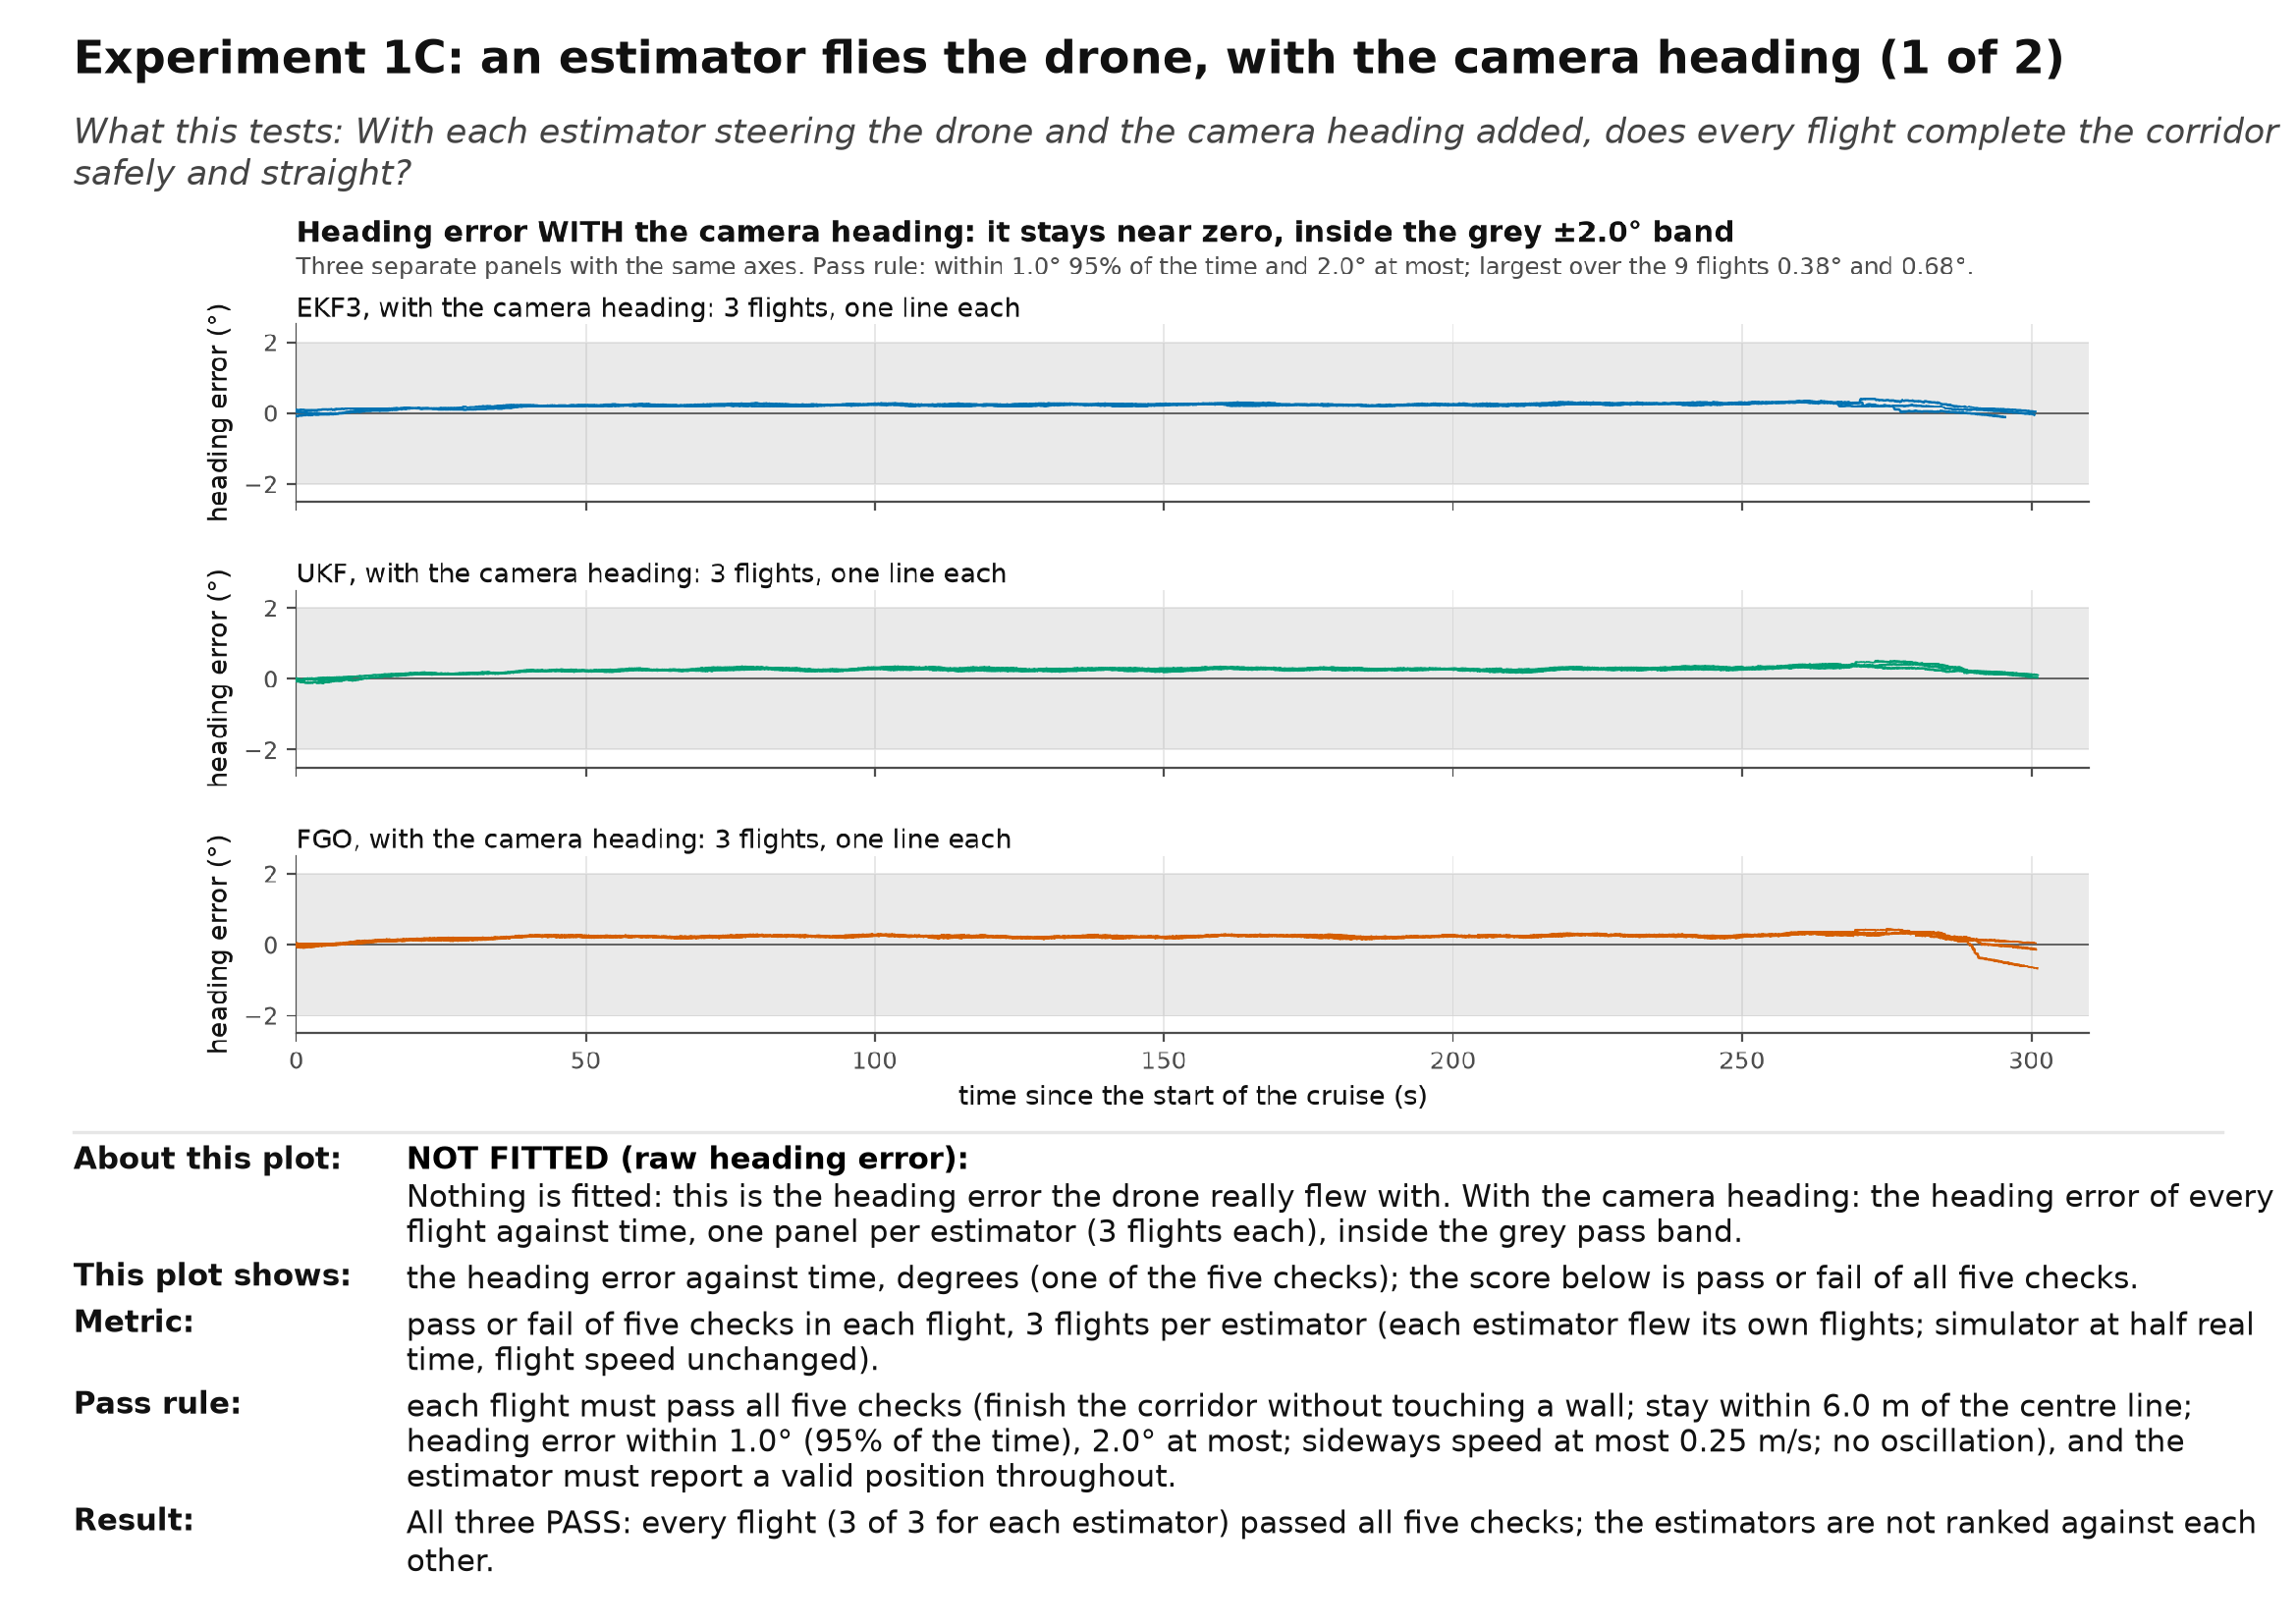 Experiment 1C: an estimator flies the drone, with the camera heading (1 of 2)
What this tests: With each estimator steering the drone and the camera heading added, does every flight complete the corridor
safely and straight?
Heading error WITH the camera heading: it stays near zero, inside the grey ±2.0° band
Three separate panels with the same axes. Pass rule: within 1.0° 95% of the time and 2.0° at most; largest over the 9 flights 0.38° and 0.68°.
EKF3, with the camera heading: 3 flights, one line each
heading error (°)
2
0
−2
UKF, with the camera heading: 3 flights, one line each
heading error (°)
2
0
−2
FGO, with the camera heading: 3 flights, one line each
heading error (°)
2
0
−2
0 50 100 150 200 250 300
time since the start of the cruise (s)
About this plot: NOT FITTED (raw heading error):
Nothing is fitted: this is the heading error the drone really flew with. With the camera heading: the heading error of every
flight against time, one panel per estimator (3 flights each), inside the grey pass band.
This plot shows: the heading error against time, degrees (one of the five checks); the score below is pass or fail of all five checks.
Metric: pass or fail of five checks in each flight, 3 flights per estimator (each estimator flew its own flights; simulator at half real
time, flight speed unchanged).
Pass rule: each flight must pass all five checks (finish the corridor without touching a wall; stay within 6.0 m of the centre line;
heading error within 1.0° (95% of the time), 2.0° at most; sideways speed at most 0.25 m/s; no oscillation), and the
estimator must report a valid position throughout.
Result: All three PASS: every flight (3 of 3 for each estimator) passed all five checks; the estimators are not ranked against each
other.